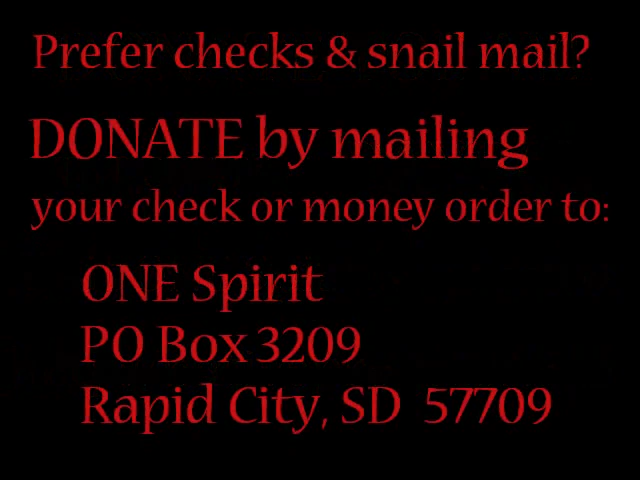 Prefer checks & snail mail?
DONATE by mailing
your check or money order to:
ONE Spirit
PO Box 3209
Rapid City, SD 57709